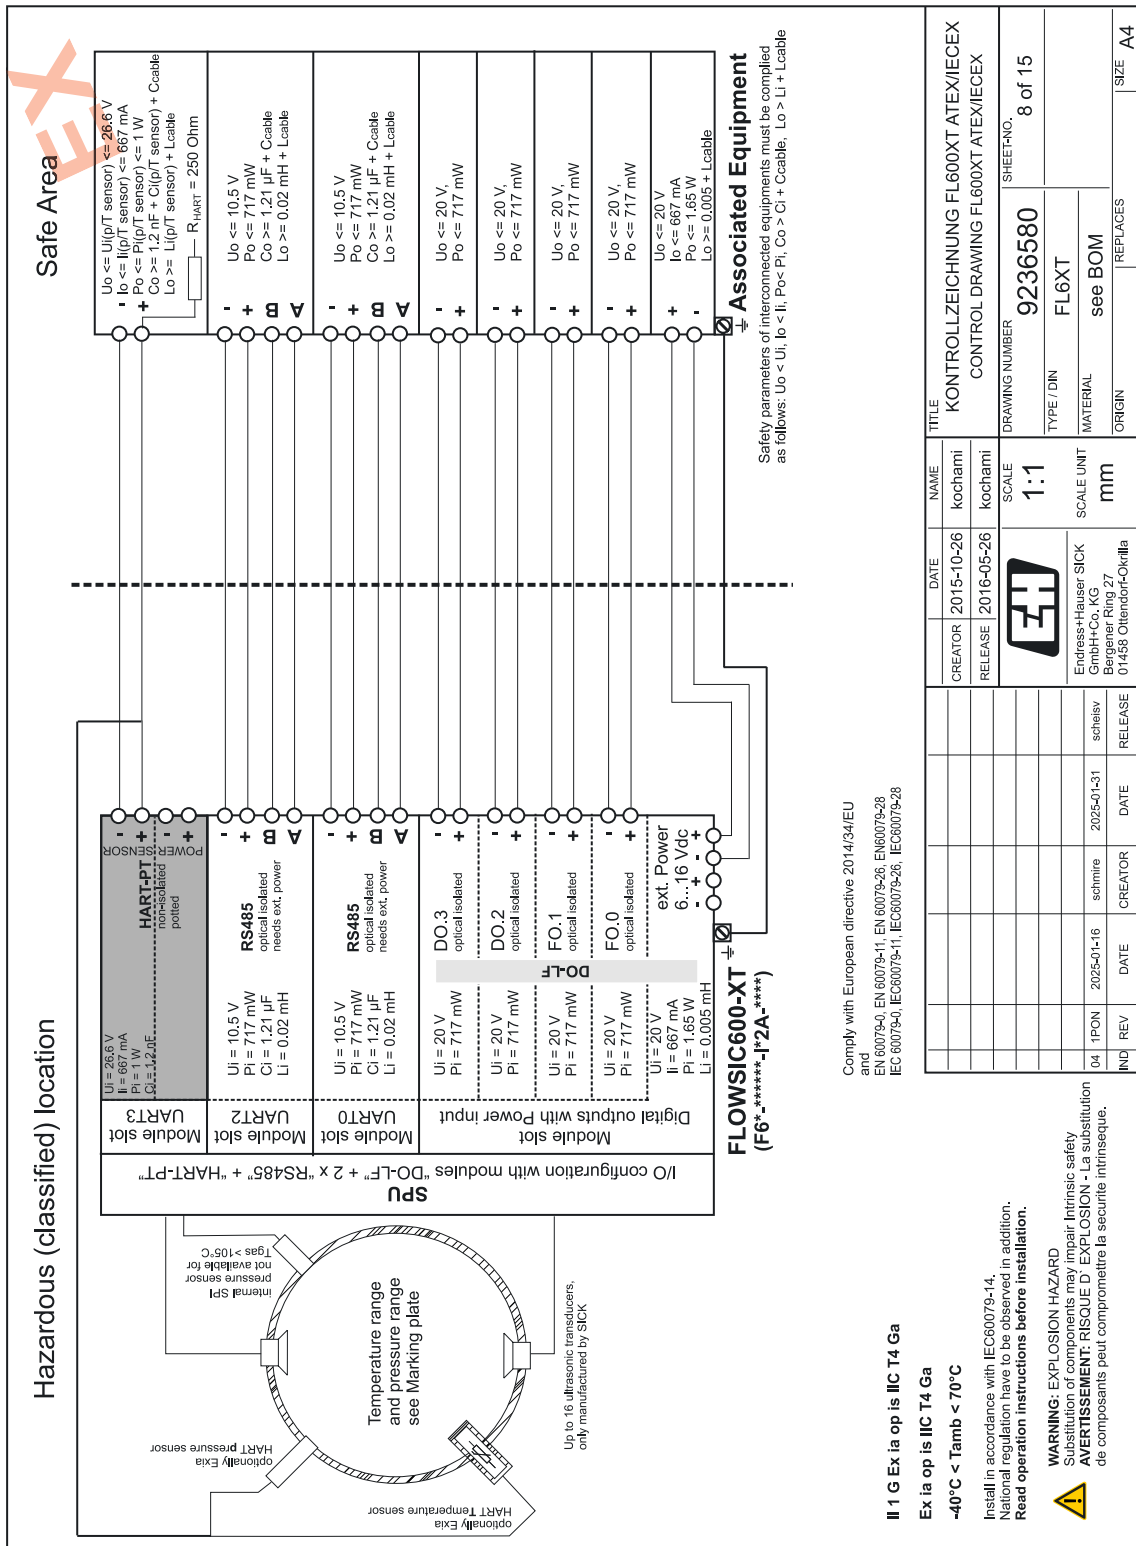 Hazardous (classified) location
Safe Area
EX
optionally Exia
HART Temperature sensor
optionally Exia
HART pressure sensor
internal SPI
pressure sensor
not available for
Tgas >105°C
Temperature range
and pressure range
see Marking plate
Up to 16 ultrasonic transducers,
only manufactured by SICK
SPU
I/O configuration with modules "DO-LF" + 2 x "RS485" + "HART-PT"
Module slot
UART3
Module slot
UART2
Module slot
UART0
Module slot
Digital outputs with Power input
Ui = 26.6 V
Ii = 667 mA
Pi = 1 W
Ci = 1.2 nF
HART-PT
non-isolated
potted
SENSOR
POWER
-
+
-
+
Ui = 10.5 V
Pi = 717 mW
Ci = 1.21 µF
Li = 0.02 mH
RS485
optical isolated
needs ext. power
-
+
B
A
Ui = 10.5 V
Pi = 717 mW
Ci = 1.21 µF
Li = 0.02 mH
RS485
optical isolated
needs ext. power
-
+
B
A
DO-LF
Ui = 20 V
Pi = 717 mW
DO.3
optical isolated
-
+
Ui = 20 V
Pi = 717 mW
DO.2
optical isolated
-
+
Ui = 20 V
Pi = 717 mW
FO.1
optical isolated
-
+
Ui = 20 V
Pi = 717 mW
FO.0
optical isolated
-
+
Ui = 20 V
Ii = 667 mA
Pi = 1.65 W
Li = 0.005 mH
ext. Power
6...16 Vdc
- + - +
FLOWSIC600-XT
(F6*-******-I*2A-****)
-
+
Uo <= Ui(p/T sensor) <= 26.6 V
Io <= Ii(p/T sensor) <= 667 mA
Po <= Pi(p/T sensor) <= 1 W
Co >= 1.2 nF + Ci(p/T sensor) + Ccable
Lo >= Li(p/T sensor) + Lcable
RHART = 250 Ohm
-
+
B
A
Uo <= 10.5 V
Po <= 717 mW
Co >= 1.21 µF + Ccable
Lo >= 0.02 mH + Lcable
-
+
B
A
Uo <= 10.5 V
Po <= 717 mW
Co >= 1.21 µF + Ccable
Lo >= 0.02 mH + Lcable
-
+
Uo <= 20 V,
Po <= 717 mW
-
+
Uo <= 20 V,
Po <= 717 mW
-
+
Uo <= 20 V,
Po <= 717 mW
-
+
Uo <= 20 V,
Po <= 717 mW
+
-
Uo <= 20 V
Io <= 667 mA
Po <= 1.65 W
Lo >= 0.005 + Lcable
Associated Equipment
Safety parameters of interconnected equipments must be complied
as follows: Uo < Ui, Io < Ii, Po< Pi, Co > Ci + Ccable, Lo > Li + Lcable
II 1 G Ex ia op is IIC T4 Ga
Ex ia op is IIC T4 Ga
-40°C < Tamb < 70°C
Install in accordance with IEC60079-14.
National regulation have to be observed in addition.
Read operation instructions before installation.
WARNING: EXPLOSION HAZARD
Substitution of components may impair Intrinsic safety
AVERTISSEMENT: RISQUE D` EXPLOSION - La substitution
de composants peut compromettre la securite intrinseque.
Comply with European directive 2014/34/EU
and
EN 60079-0, EN 60079-11, EN 60079-26, EN60079-28
IEC 60079-0, IEC60079-11, IEC60079-26, IEC60079-28
04 1PON 2025-01-16 schmire 2025-01-31 scheisv
IND REV DATE CREATOR DATE RELEASE
DATE NAME
CREATOR 2015-10-26 kochami
RELEASE 2016-05-26 kochami
EH
Endress+Hauser SICK
GmbH+Co. KG
Bergener Ring 27
01458 Ottendorf-Okrilla
SCALE
1:1
SCALE UNIT
mm
TITLE
KONTROLLZEICHNUNG FL600XT ATEX/IECEX
CONTROL DRAWING FL600XT ATEX/IECEX
DRAWING NUMBER
9236580
SHEET-NO.
8 of 15
TYPE / DIN
FL6XT
MATERIAL
see BOM
ORIGIN
REPLACES
SIZE A4